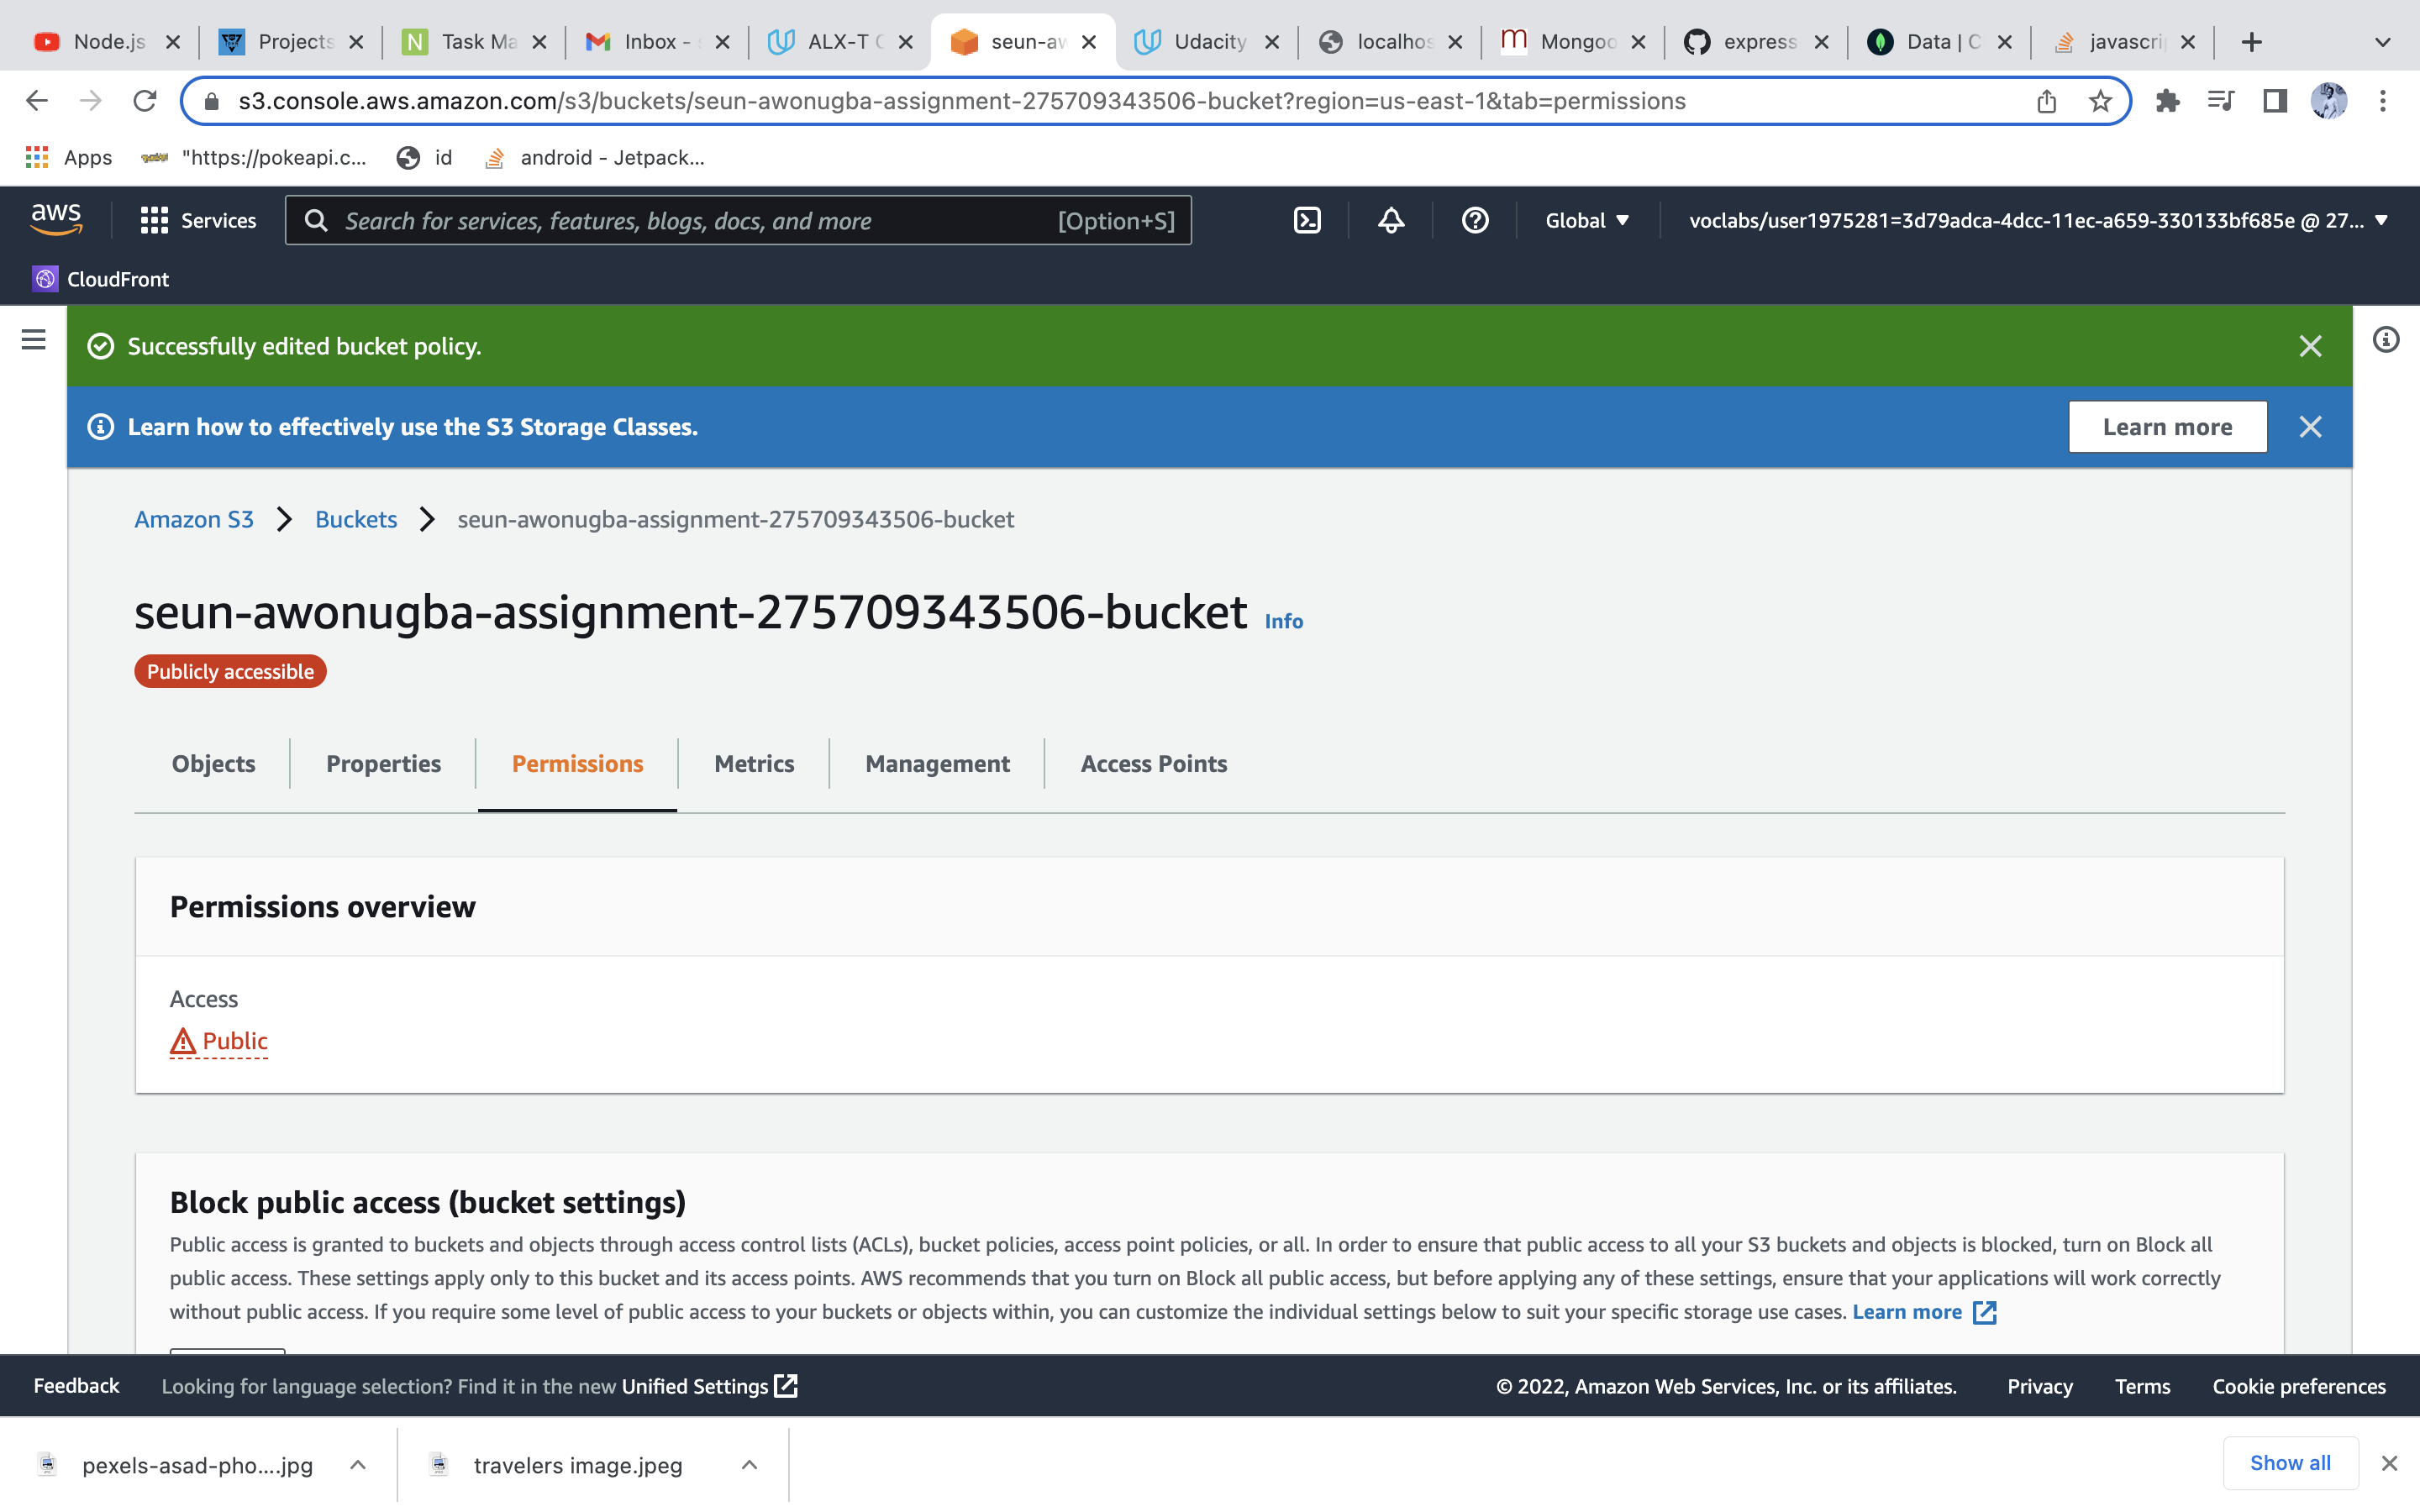 Node.js
Projects
Task Ma
Inbox -
ALX-T C
seun-aw
Udacity
localhos
Mongoo
express
Data | C
javascri
s3.console.aws.amazon.com/s3/buckets/seun-awonugba-assignment-275709343506-bucket?region=us-east-1&tab=permissions
Apps
"https://pokeapi.c...
id
android - Jetpack...
aws
Services
Search for services, features, blogs, docs, and more
[Option+S]
Global
voclabs/user1975281=3d79adca-4dcc-11ec-a659-330133bf685e @ 27...
CloudFront
Successfully edited bucket policy.
Learn how to effectively use the S3 Storage Classes.
Learn more
Amazon S3
Buckets
seun-awonugba-assignment-275709343506-bucket
seun-awonugba-assignment-275709343506-bucket Info
Publicly accessible
Objects
Properties
Permissions
Metrics
Management
Access Points
Permissions overview
Access
Public
Block public access (bucket settings)
Public access is granted to buckets and objects through access control lists (ACLs), bucket policies, access point policies, or all. In order to ensure that public access to all your S3 buckets and objects is blocked, turn on Block all
public access. These settings apply only to this bucket and its access points. AWS recommends that you turn on Block all public access, but before applying any of these settings, ensure that your applications will work correctly
without public access. If you require some level of public access to your buckets or objects within, you can customize the individual settings below to suit your specific storage use cases. Learn more
Feedback
Looking for language selection? Find it in the new Unified Settings
© 2022, Amazon Web Services, Inc. or its affiliates.
Privacy
Terms
Cookie preferences
pexels-asad-pho....jpg
travelers image.jpeg
Show all